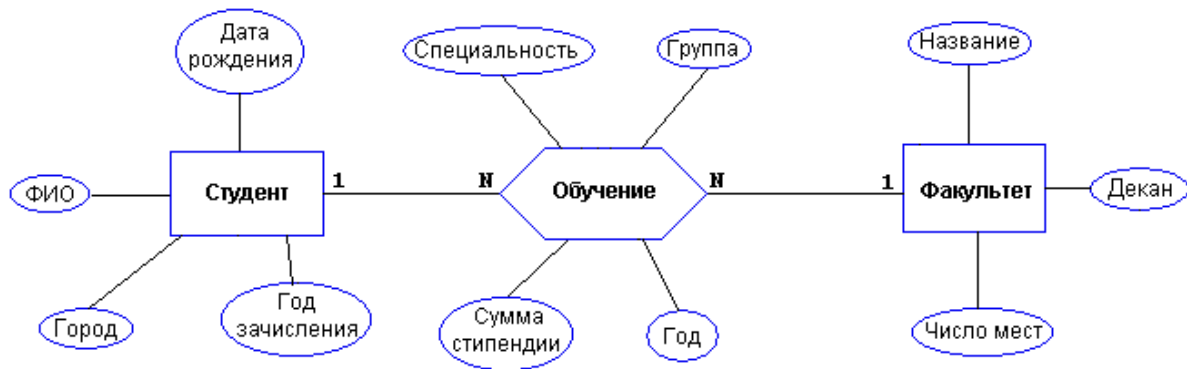 Дата
рождения
Специальность
Группа
Название
ФИО
Студент
1
N
Обучение
N
1
Факультет
Декан
Город
Год
зачисления
Сумма
стипендии
Год
Число мест